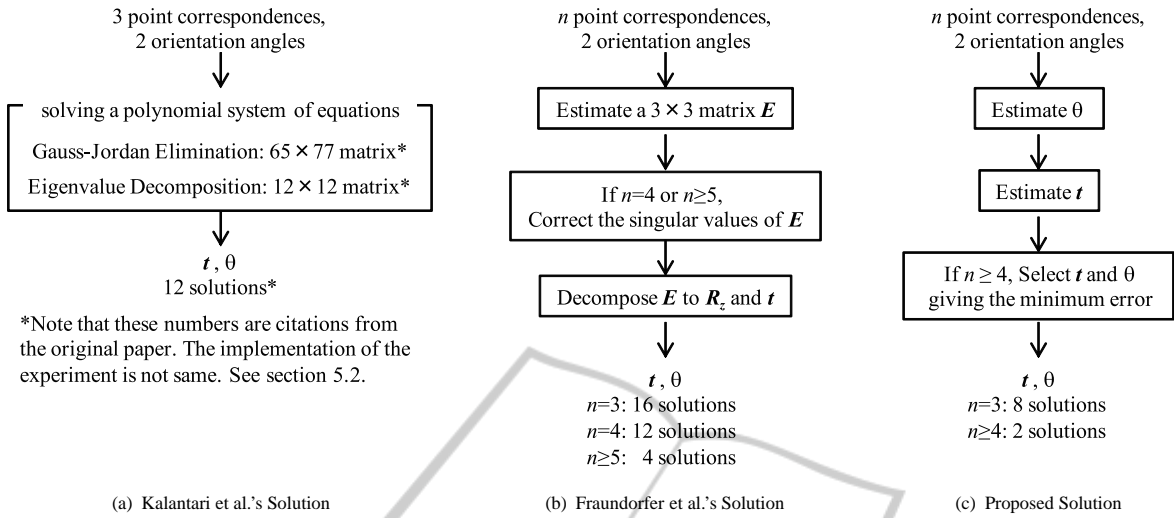 3 point correspondences,
2 orientation angles
solving a polynomial system of equations
Gauss-Jordan Elimination: 65 × 77 matrix*
Eigenvalue Decomposition: 12 × 12 matrix*
t , θ
12 solutions*
*Note that these numbers are citations from
the original paper. The implementation of the
experiment is not same. See section 5.2.
(a) Kalantari et al.'s Solution
n point correspondences,
2 orientation angles
Estimate a 3 × 3 matrix E
If n=4 or n≥5,
Correct the singular values of E
Decompose E to R_z and t
t , θ
n=3: 16 solutions
n=4: 12 solutions
n≥5: 4 solutions
(b) Fraundorfer et al.'s Solution
n point correspondences,
2 orientation angles
Estimate θ
Estimate t
If n ≥ 4, Select t and θ
giving the minimum error
t , θ
n=3: 8 solutions
n≥4: 2 solutions
(c) Proposed Solution